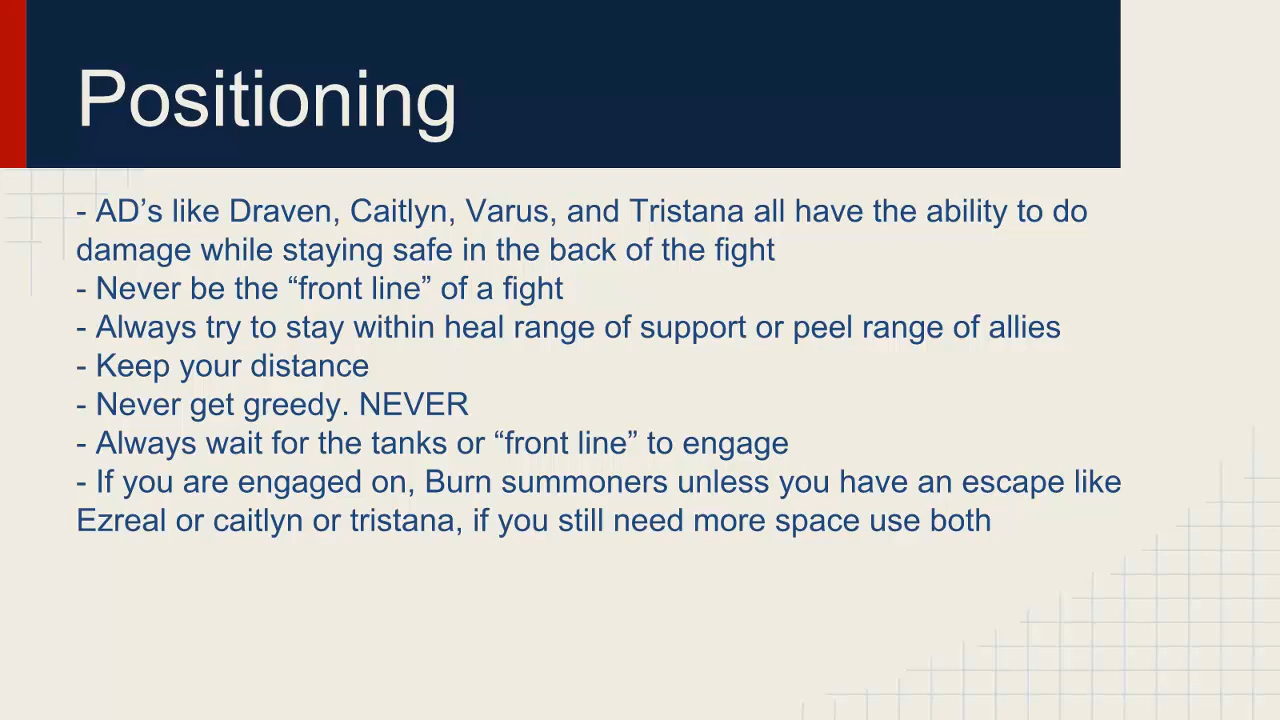 Positioning
- AD’s like Draven, Caitlyn, Varus, and Tristana all have the ability to do
damage while staying safe in the back of the fight
- Never be the “front line” of a fight
- Always try to stay within heal range of support or peel range of allies
- Keep your distance
- Never get greedy. NEVER
- Always wait for the tanks or “front line” to engage
- If you are engaged on, Burn summoners unless you have an escape like
Ezreal or caitlyn or tristana, if you still need more space use both